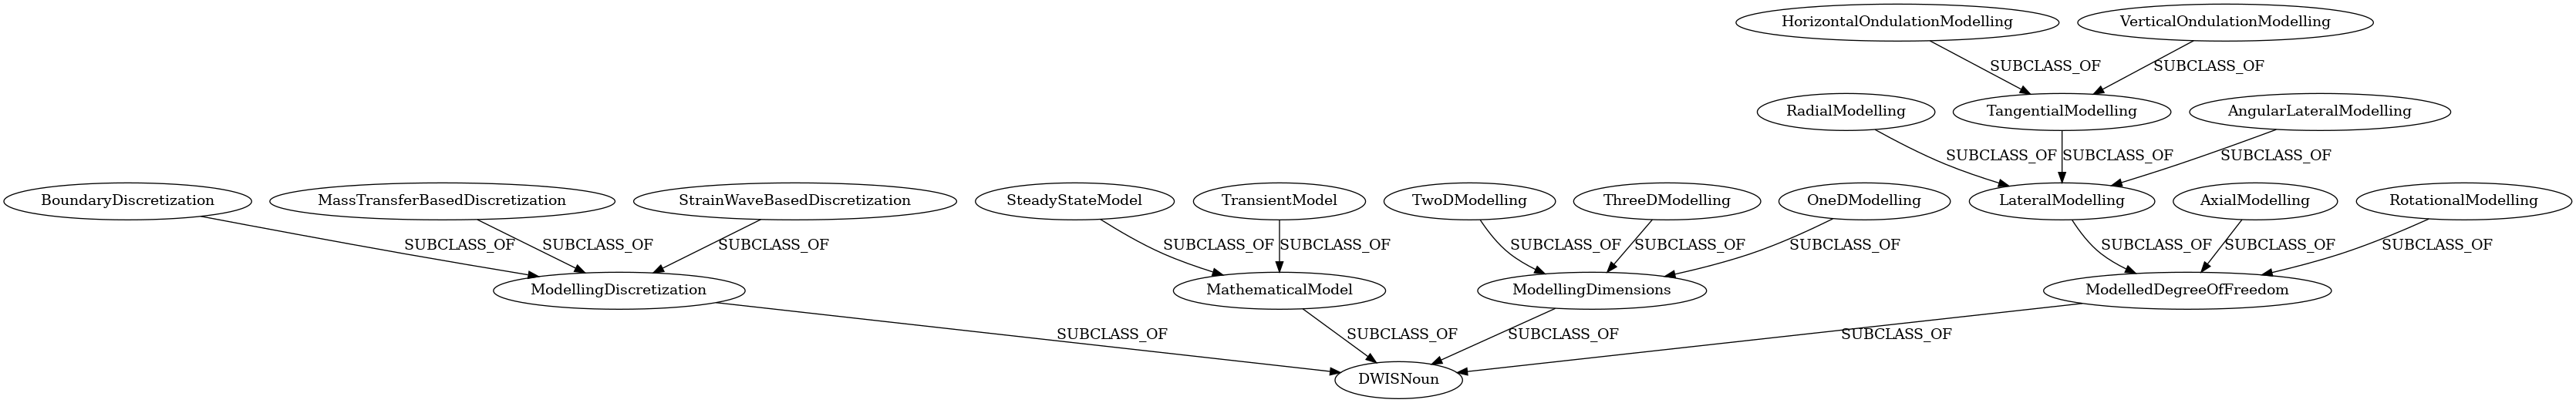 HorizontalOndulationModelling
VerticalOndulationModelling
SUBCLASS_OF
SUBCLASS_OF
RadialModelling
TangentialModelling
AngularLateralModelling
SUBCLASS_OF
SUBCLASS_OF
SUBCLASS_OF
BoundaryDiscretization
MassTransferBasedDiscretization
StrainWaveBasedDiscretization
SteadyStateModel
TransientModel
TwoDModelling
ThreeDModelling
OneDModelling
LateralModelling
AxialModelling
RotationalModelling
SUBCLASS_OF
SUBCLASS_OF
SUBCLASS_OF
SUBCLASS_OF
SUBCLASS_OF
SUBCLASS_OF
SUBCLASS_OF
SUBCLASS_OF
SUBCLASS_OF
SUBCLASS_OF
SUBCLASS_OF
ModellingDiscretization
MathematicalModel
ModellingDimensions
ModelledDegreeOfFreedom
SUBCLASS_OF
SUBCLASS_OF
SUBCLASS_OF
SUBCLASS_OF
DWISNoun